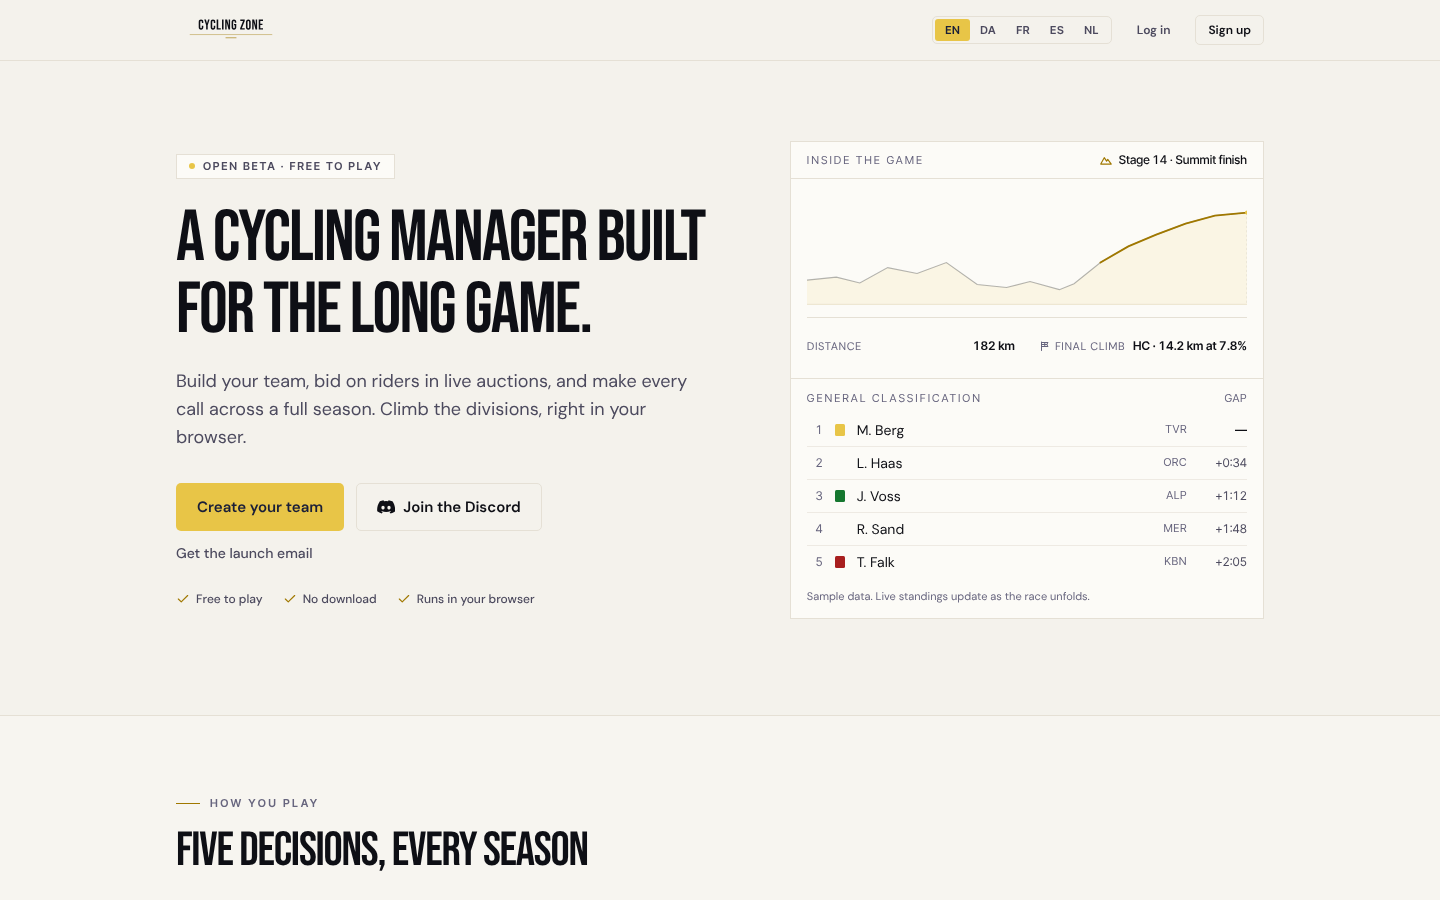 CYCLING ZONE
EN DA FR ES NL
Log in
Sign up
OPEN BETA · FREE TO PLAY
A CYCLING MANAGER BUILT
FOR THE LONG GAME.
Build your team, bid on riders in live auctions, and make every
call across a full season. Climb the divisions, right in your
browser.
Create your team
Join the Discord
Get the launch email
Free to play
No download
Runs in your browser
INSIDE THE GAME
Stage 14 · Summit finish
DISTANCE 182 km
FINAL CLIMB HC · 14.2 km at 7.8%
GENERAL CLASSIFICATION GAP
1 M. Berg TVR —
2 L. Haas ORC +0:34
3 J. Voss ALP +1:12
4 R. Sand MER +1:48
5 T. Falk KBN +2:05
Sample data. Live standings update as the race unfolds.
HOW YOU PLAY
FIVE DECISIONS, EVERY SEASON